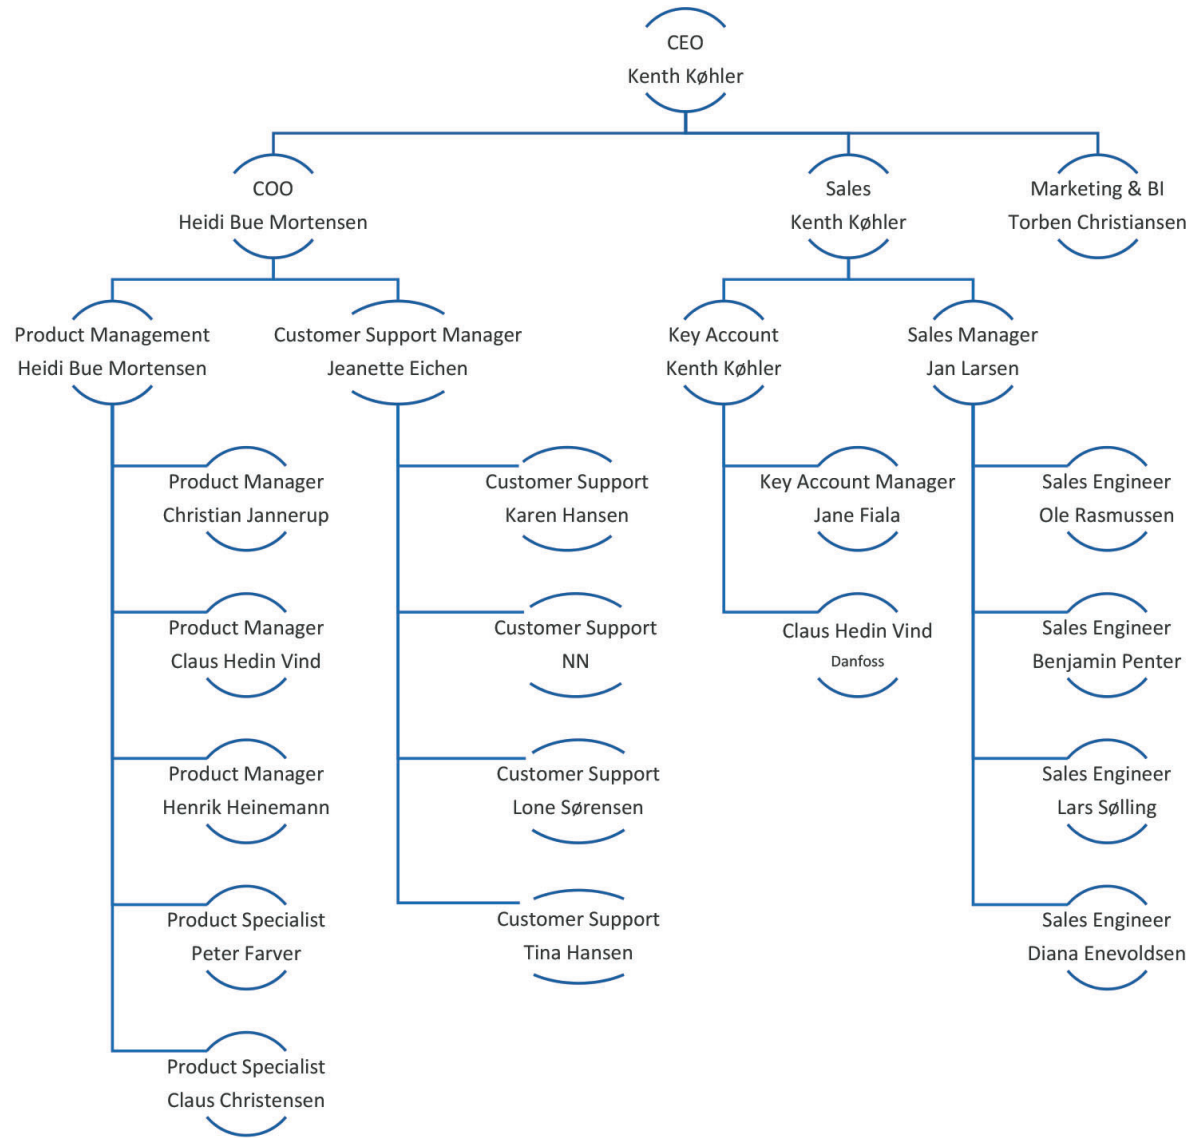 CEO
Kenth Køhler
COO
Heidi Bue Mortensen
Sales
Kenth Køhler
Marketing & BI
Torben Christiansen
Product Management
Heidi Bue Mortensen
Customer Support Manager
Jeanette Eichen
Key Account
Kenth Køhler
Sales Manager
Jan Larsen
Product Manager
Christian Jannerup
Product Manager
Claus Hedin Vind
Product Manager
Henrik Heinemann
Product Specialist
Peter Farver
Product Specialist
Claus Christensen
Customer Support
Karen Hansen
Customer Support
NN
Customer Support
Lone Sørensen
Customer Support
Tina Hansen
Key Account Manager
Jane Fiala
Claus Hedin Vind
Danfoss
Sales Engineer
Ole Rasmussen
Sales Engineer
Benjamin Penter
Sales Engineer
Lars Sølling
Sales Engineer
Diana Enevoldsen